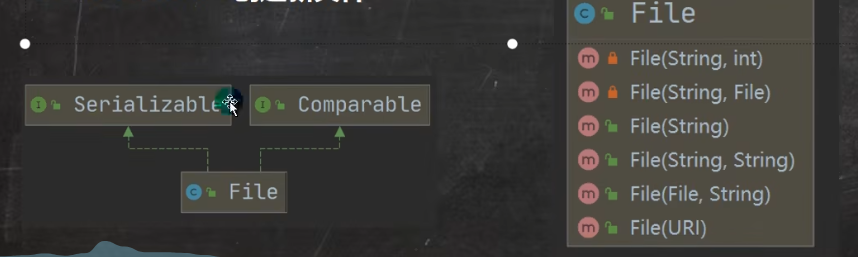 Serializable
Comparable
File
File
File(String, int)
File(String, File)
File(String)
File(String, String)
File(File, String)
File(URI)